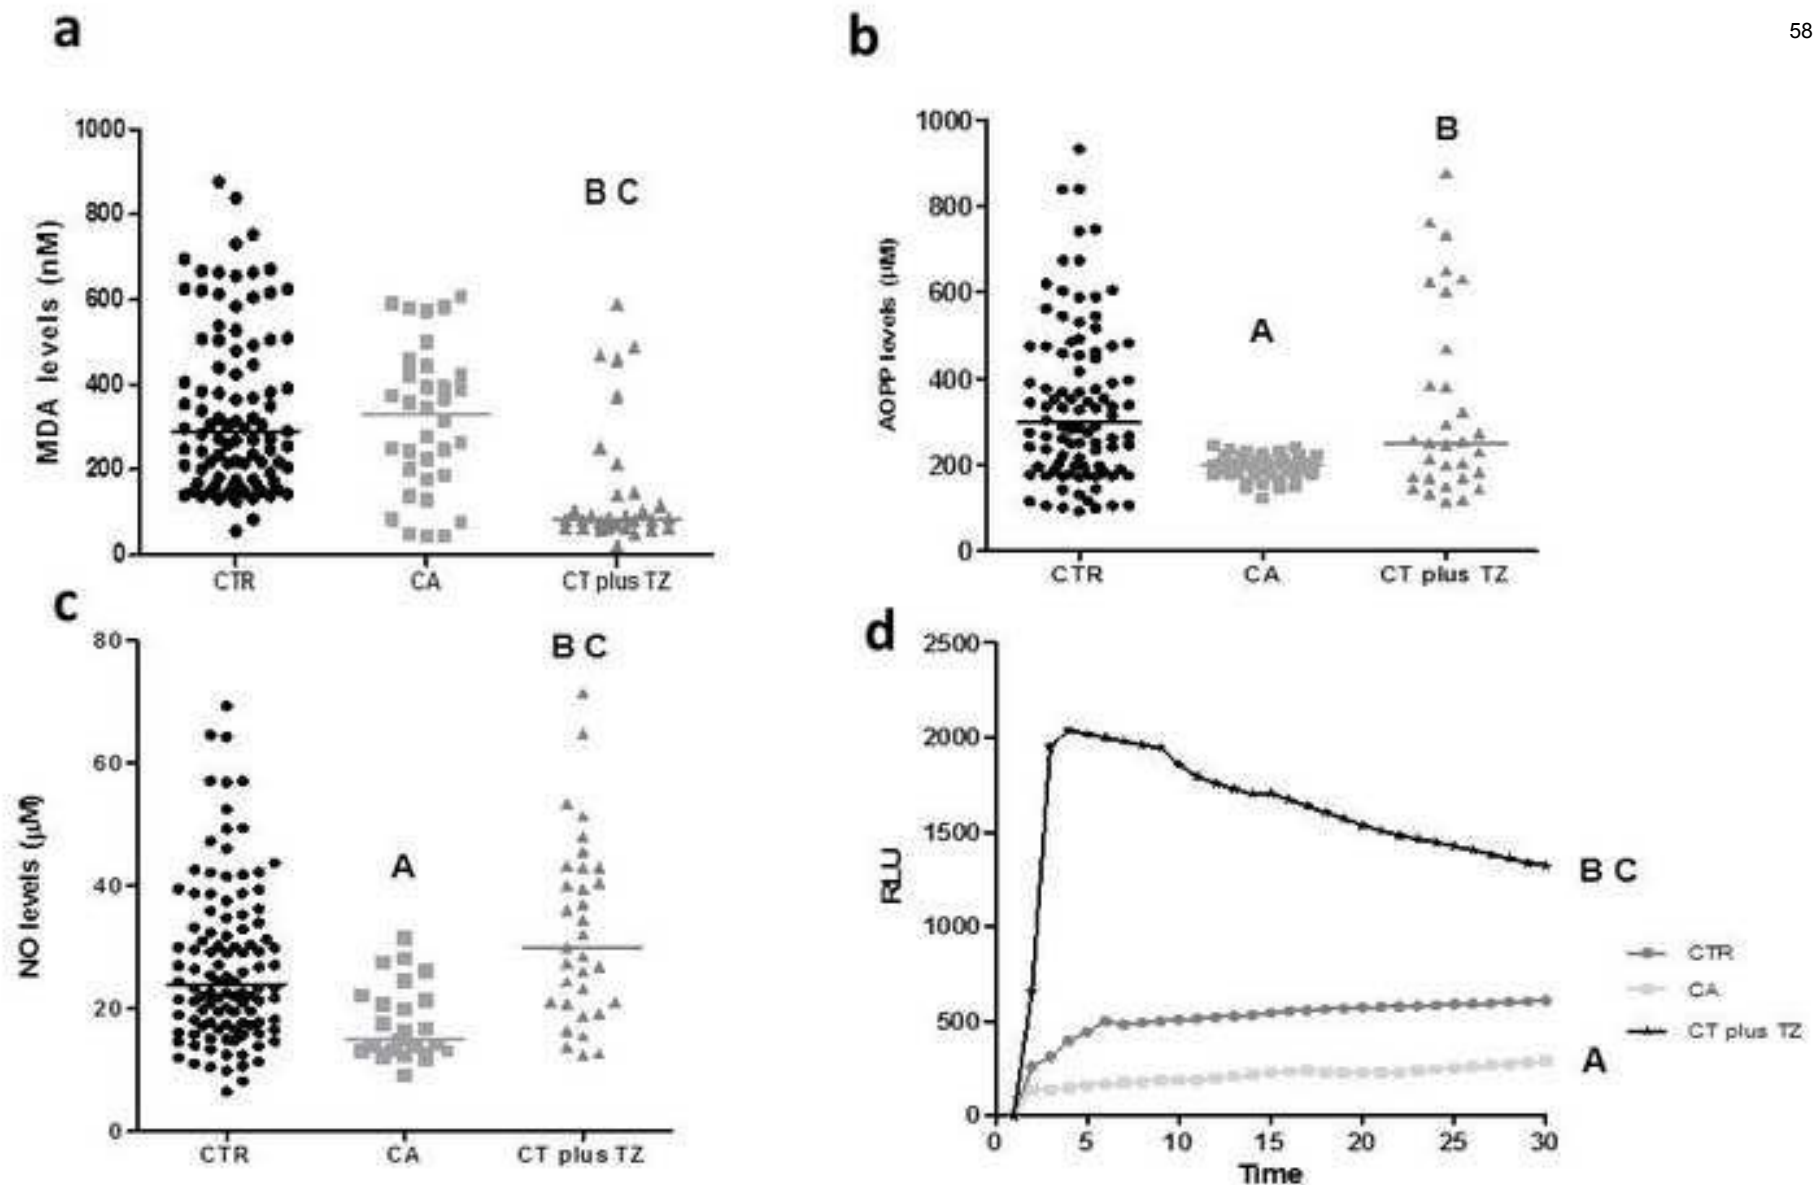 58
a
MDA levels (nM)
1000
800
600
400
200
0
B C
CTR
CA
CT plus TZ
b
AOPP levels (µM)
1000
800
600
400
200
0
A
B
CTR
CA
CT plus TZ
c
NO levels (µM)
80
60
40
20
0
A
B C
CTR
CA
CT plus TZ
d
RLU
2500
2000
1500
1000
500
0
0
5
10
15
20
25
30
Time
B C
CTR
CA
CT plus TZ
A